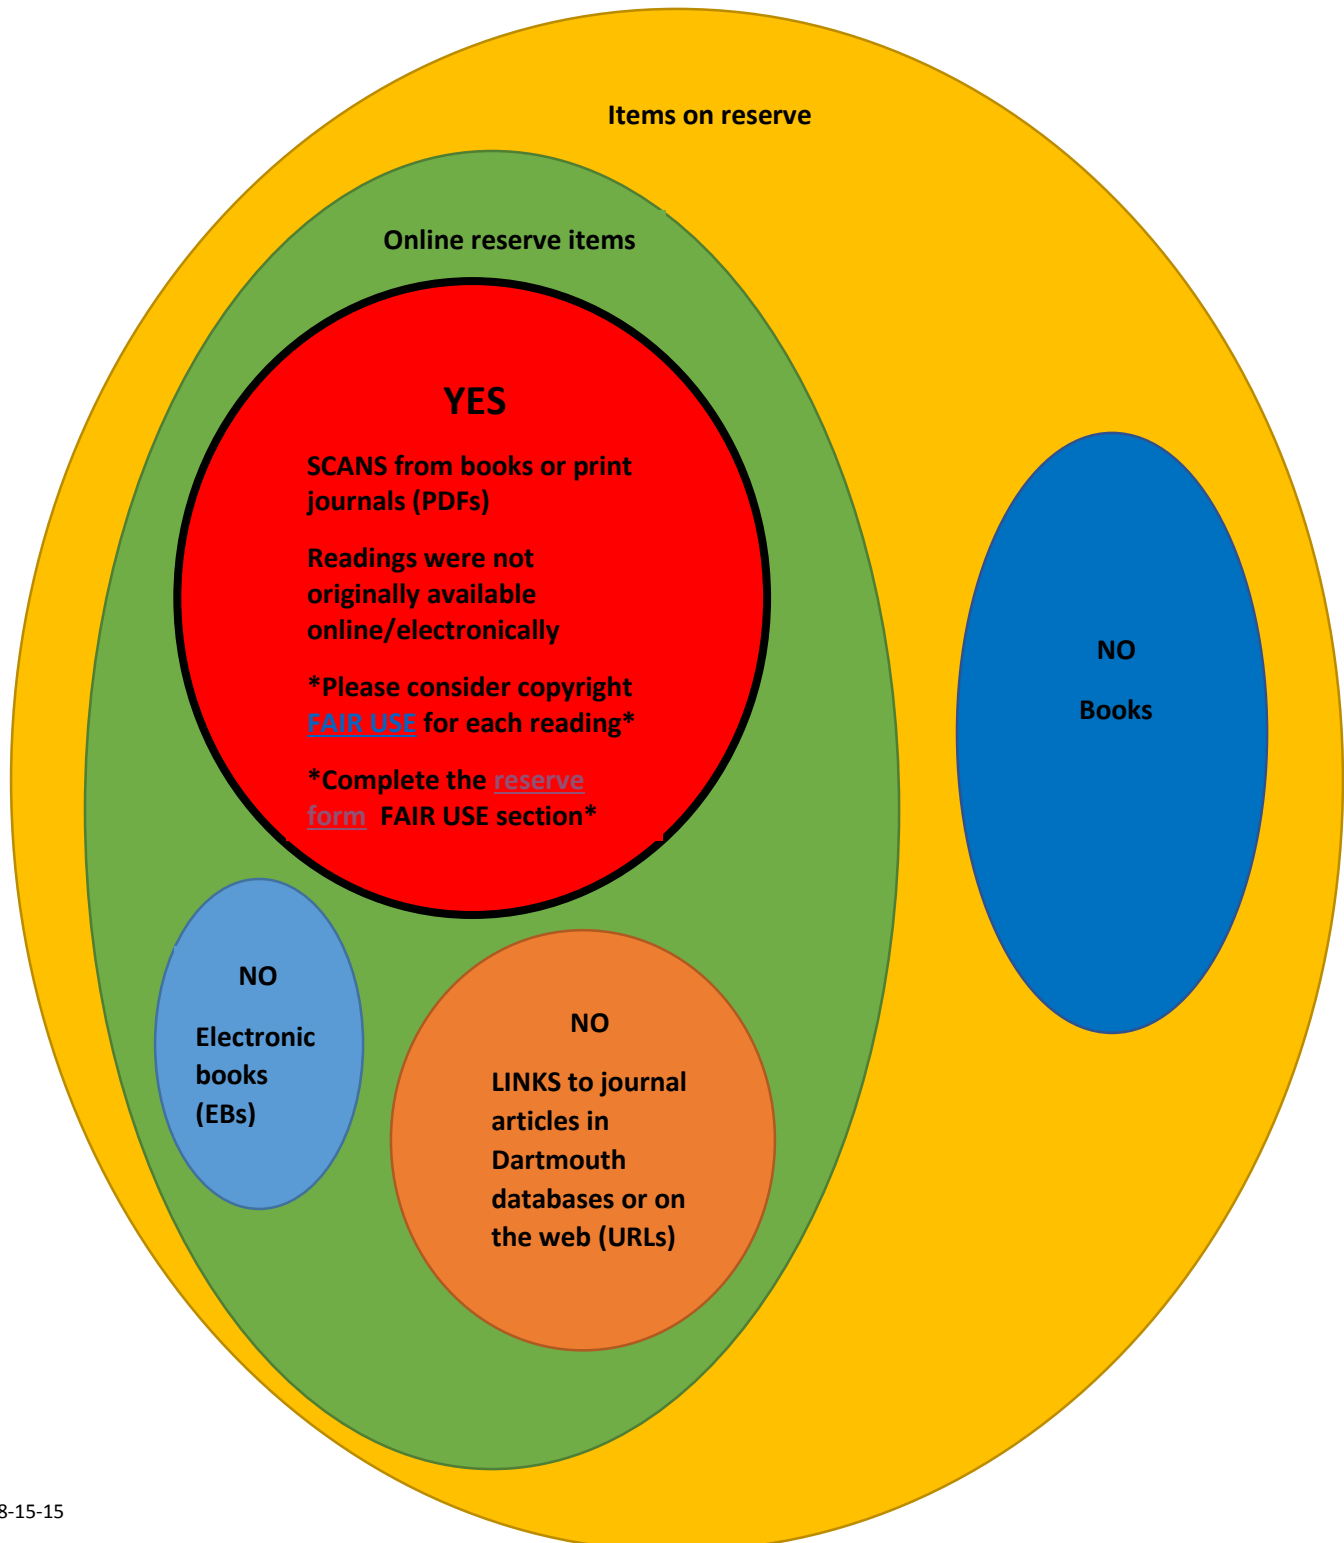 Items on reserve
Online reserve items
YES
SCANS from books or print
journals (PDFs)
Readings were not
originally available
online/electronically
*Please consider copyright
FAIR USE for each reading*
*Complete the reserve
form FAIR USE section*
NO
Books
NO
Electronic
books
(EBs)
NO
LINKS to journal
articles in
Dartmouth
databases or on
the web (URLs)
8-15-15